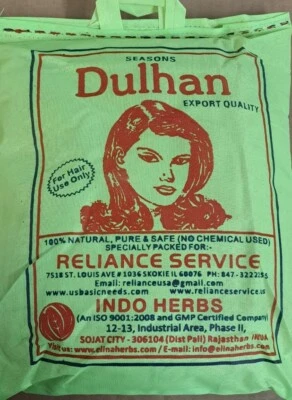 SEASONS
Dulhan
EXPORT QUALITY
For Hair
Use Only
100% NATURAL, PURE & SAFE (NO CHEMICAL USED)
SPECIALLY PACKED FOR:-
RELIANCE SERVICE
7518 ST. LOUIS AVE # 1036 SKOKIE IL 60076 PH: 847-3222185
Email: relianceusa@gmail.com
www.usbasicneeds.com www.relianceservice.us
INDO HERBS
(An ISO 9001:2008 and GMP Certified Company)
12-13, Industrial Area, Phase II,
SOJAT CITY - 306104 (Dist Pali) Rajasthan INDIA
Visit us: www.elinaherbs.com / E-mail: info@elinaherbs.com